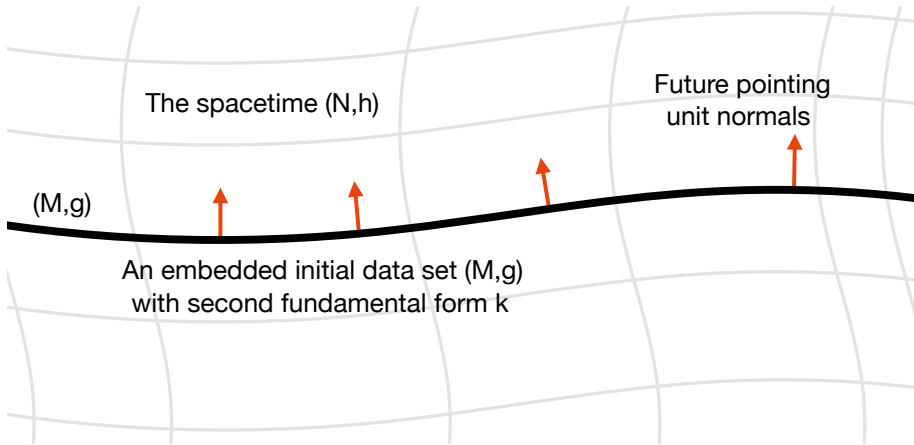 The spacetime (N,h)
Future pointing
unit normals
(M,g)
An embedded initial data set (M,g)
with second fundamental form k